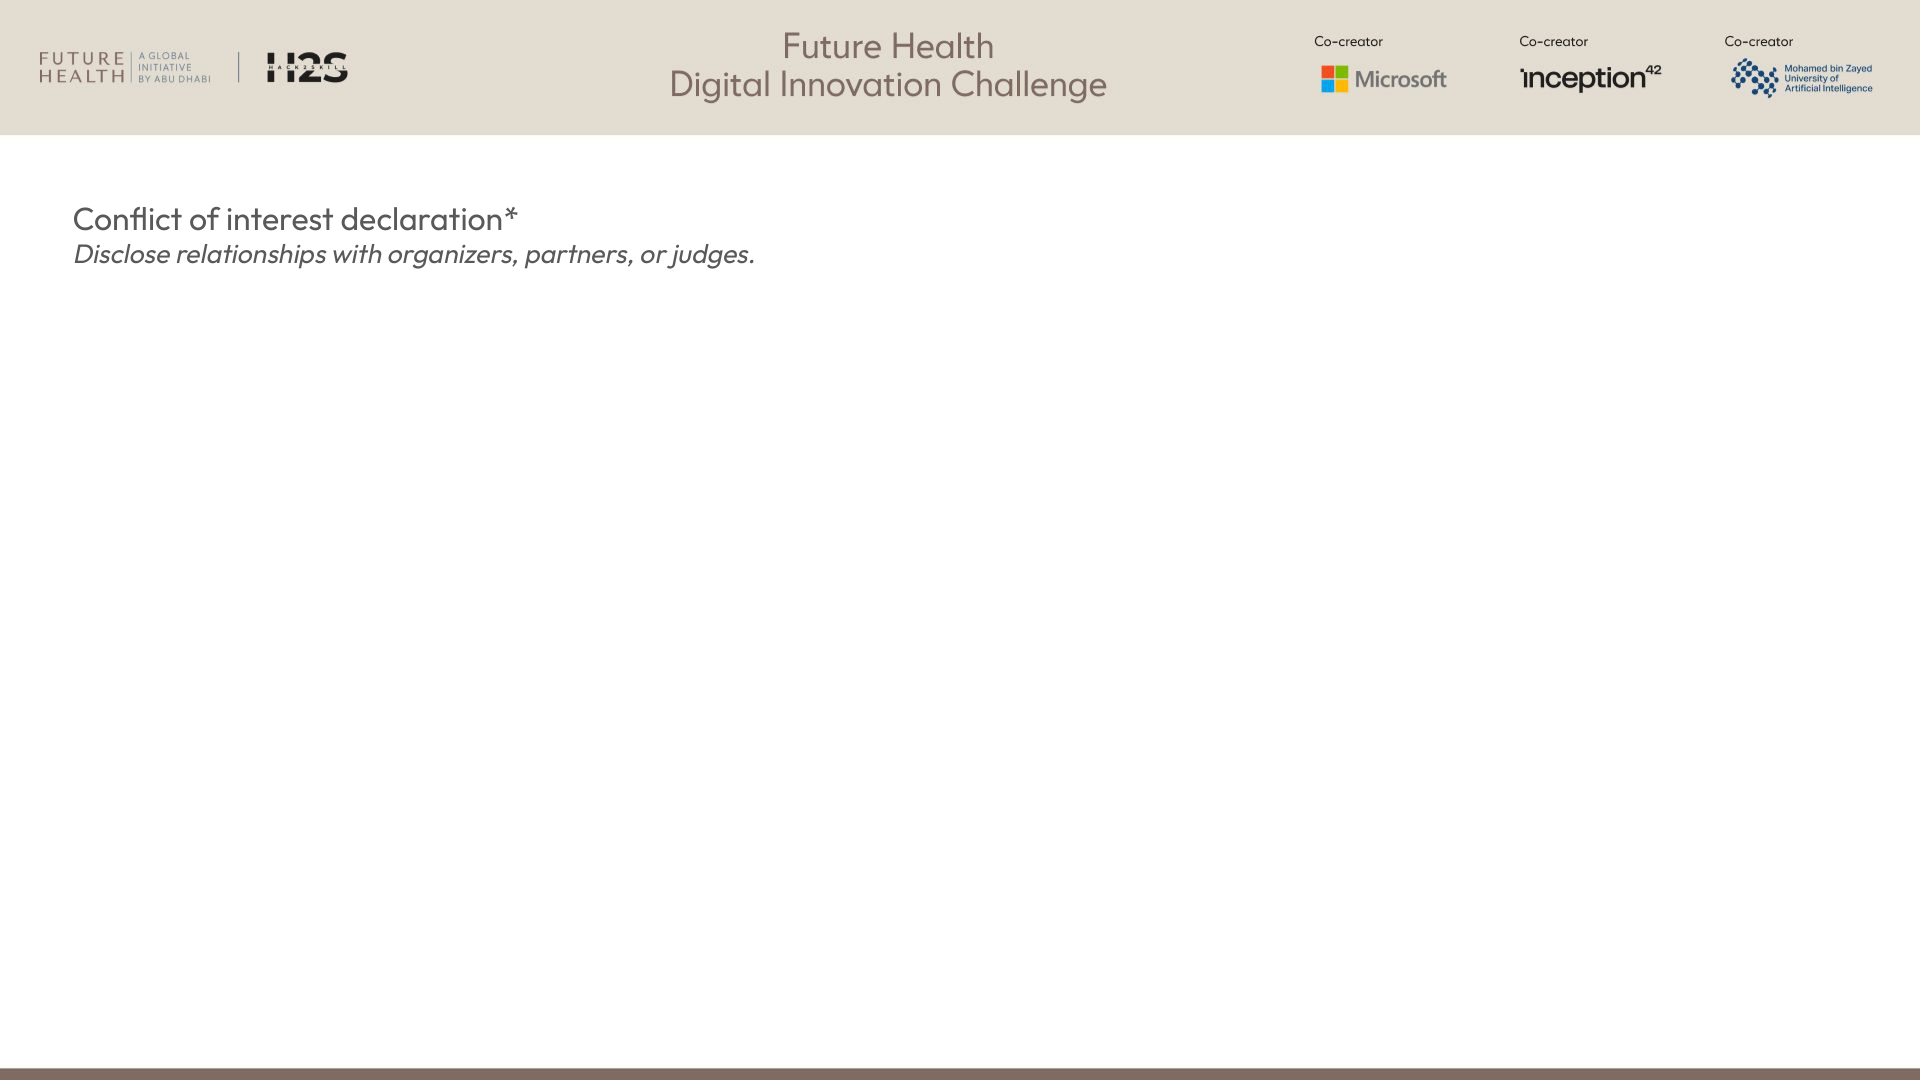 FUTURE
HEALTH
A GLOBAL
INITIATIVE
BY ABU DHABI
H2S
HACK2SKILL
Future Health
Digital Innovation Challenge
Co-creator
Microsoft
Co-creator
inception42
Co-creator
Mohamed bin Zayed
University of
Artificial Intelligence
Conflict of interest declaration*
Disclose relationships with organizers, partners, or judges.